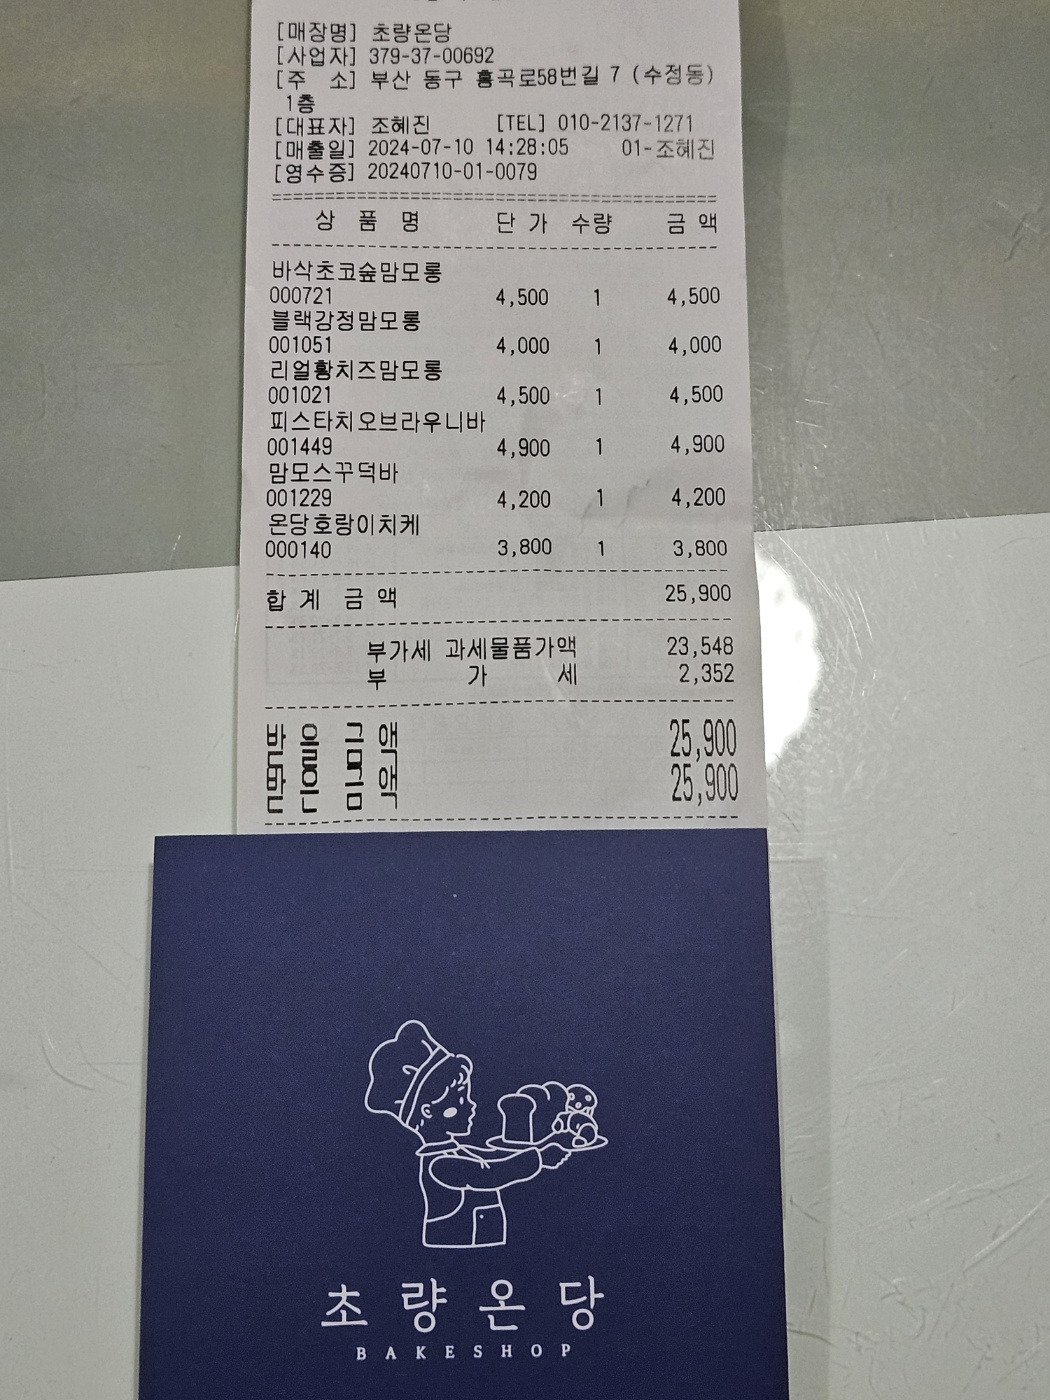 [매장명] 초량온당
[사업자] 379-37-00692
[주 소] 부산 동구 홍곡로58번길 7 (수정동)
1층
[대표자] 조혜진 [TEL] 010-2137-1271
[매출일] 2024-07-10 14:28:05 01-조혜진
[영수증] 20240710-01-0079
상 품 명 단 가 수량 금 액
바삭초코숲맘모롱
000721 4,500 1 4,500
블랙강정맘모롱
001051 4,000 1 4,000
리얼황치즈맘모롱
001021 4,500 1 4,500
피스타치오브라우니바
001449 4,900 1 4,900
맘모스꾸덕바
001229 4,200 1 4,200
온당호랑이치케
000140 3,800 1 3,800
합 계 금 액 25,900
부가세 과세물품가액 23,548
부 가 세 2,352
받 을 금 액 25,900
받 은 금 액 25,900
초량온당
BAKESHOP